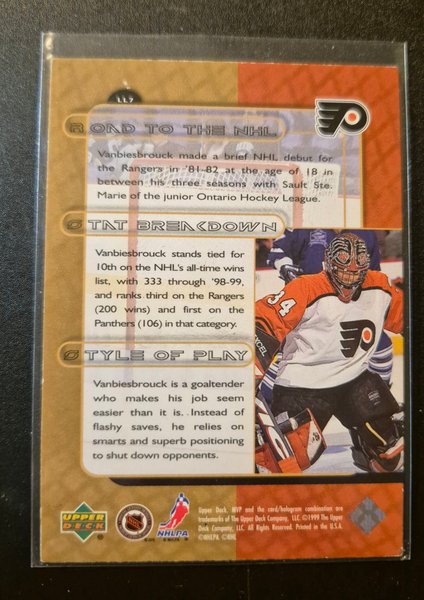 LL7
ROAD TO THE NHL
Vanbiesbrouck made a brief NHL debut for
the Rangers in '81-82 at the age of 18 in
between his three seasons with Sault Ste.
Marie of the junior Ontario Hockey League.
STAT BREAKDOWN
Vanbiesbrouck stands tied for
10th on the NHL's all-time wins
list, with 333 through '98-99,
and ranks third on the Rangers
(200 wins) and first on the
Panthers (106) in that category.
34
STYLE OF PLAY
Vanbiesbrouck is a goaltender
who makes his job seem
easier than it is. Instead of
flashy saves, he relies on
smarts and superb positioning
to shut down opponents.
UPPER
DECK
NHL
NHLPA
Upper Deck, MVP and the card/hologram combination are
trademarks of The Upper Deck Company, LLC. ©1999 The Upper
Deck Company, LLC. All Rights Reserved. Printed in the U.S.A.
©NHLPA. ©NHL